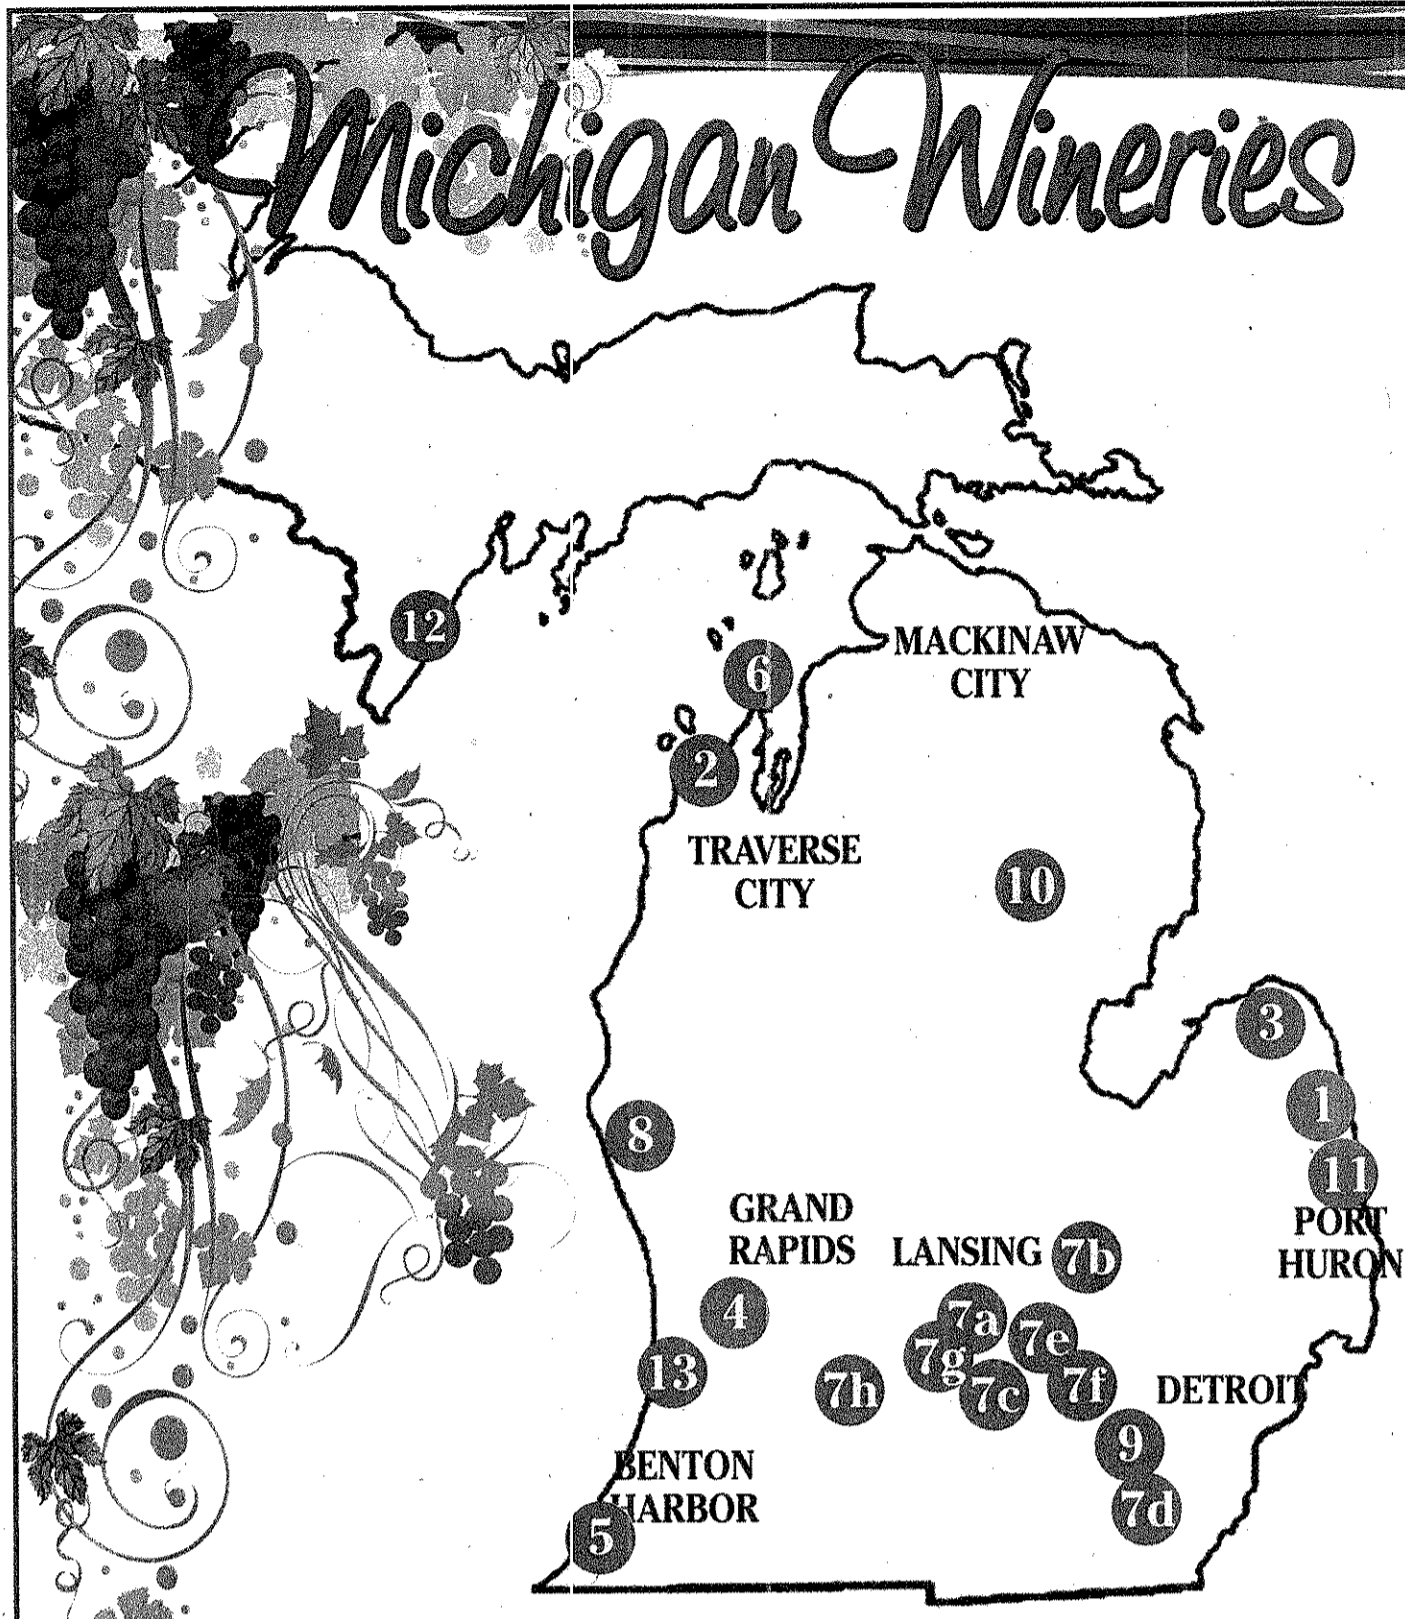 Michigan Wineries
12
MACKINAW
CITY
6
2
TRAVERSE
CITY
10
3
1
8
11
GRAND
RAPIDS
LANSING
7b
PORT
HURON
4
7a
7e
7g
13
7h
7c
7f
DETROIT
9
BENTON
HARBOR
7d
5